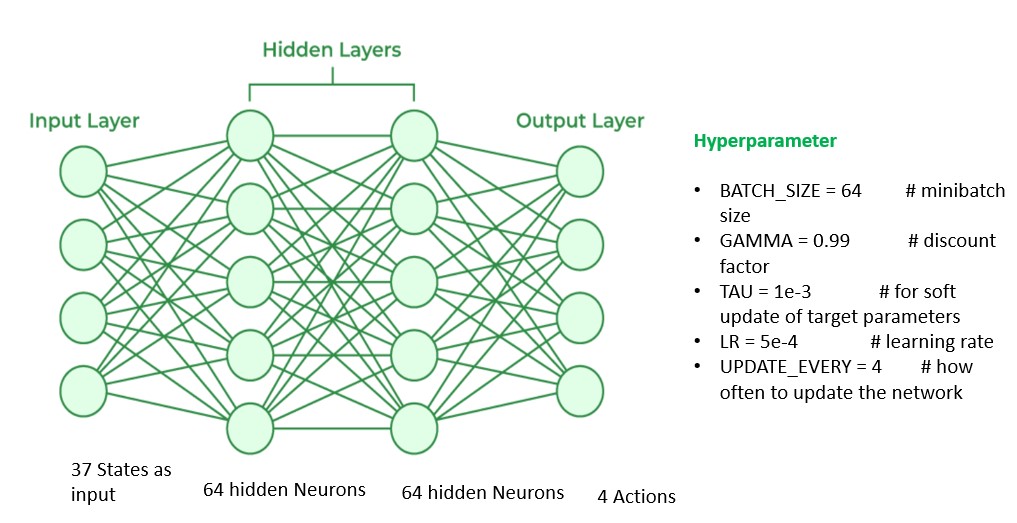 Hidden Layers
Input Layer
Output Layer
37 States as
input
64 hidden Neurons
64 hidden Neurons
4 Actions
Hyperparameter
• BATCH_SIZE = 64 # minibatch
size
• GAMMA = 0.99 # discount
factor
• TAU = 1e-3 # for soft
update of target parameters
• LR = 5e-4 # learning rate
• UPDATE_EVERY = 4 # how
often to update the network